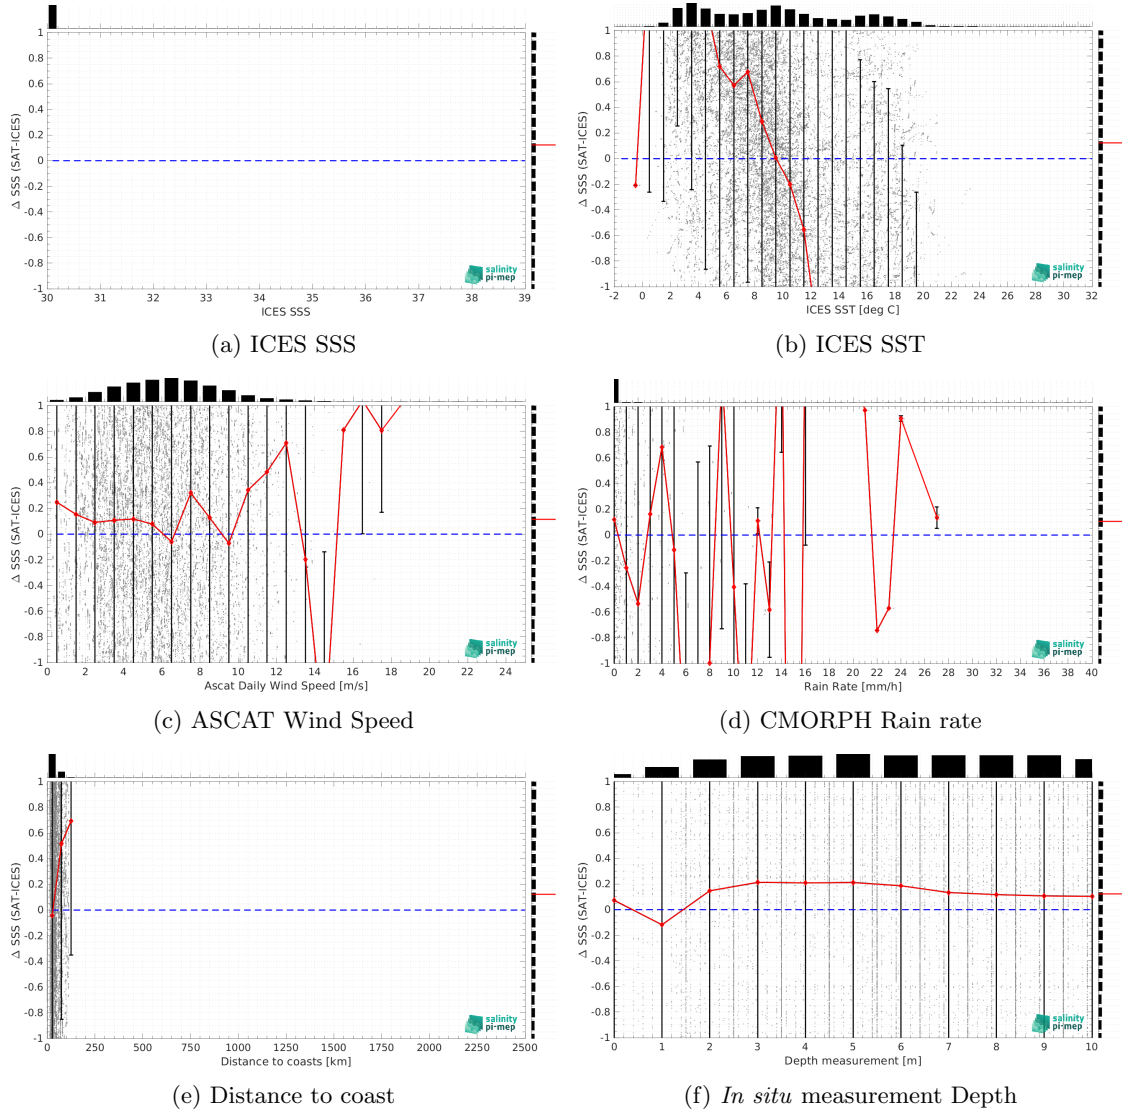 1
0.8
0.6
0.4
0.2
0
-0.2
-0.4
-0.6
-0.8
-1
Δ SSS (SAT-ICES)
30 31 32 33 34 35 36 37 38 39
ICES SSS
salinity
pi-mep
(a) ICES SSS
1
0.8
0.6
0.4
0.2
0
-0.2
-0.4
-0.6
-0.8
-1
Δ SSS (SAT-ICES)
-2 0 2 4 6 8 10 12 14 16 18 20 22 24 26 28 30 32
ICES SST [deg C]
salinity
pi-mep
(b) ICES SST
1
0.8
0.6
0.4
0.2
0
-0.2
-0.4
-0.6
-0.8
-1
Δ SSS (SAT-ICES)
0 2 4 6 8 10 12 14 16 18 20 22 24
Ascat Daily Wind Speed [m/s]
salinity
pi-mep
(c) ASCAT Wind Speed
1
0.8
0.6
0.4
0.2
0
-0.2
-0.4
-0.6
-0.8
-1
Δ SSS (SAT-ICES)
0 2 4 6 8 10 12 14 16 18 20 22 24 26 28 30 32 34 36 38 40
Rain Rate [mm/h]
salinity
pi-mep
(d) CMORPH Rain rate
1
0.8
0.6
0.4
0.2
0
-0.2
-0.4
-0.6
-0.8
-1
Δ SSS (SAT-ICES)
0 250 500 750 1000 1250 1500 1750 2000 2250 2500
Distance to coasts [km]
salinity
pi-mep
(e) Distance to coast
1
0.8
0.6
0.4
0.2
0
-0.2
-0.4
-0.6
-0.8
-1
Δ SSS (SAT-ICES)
0 1 2 3 4 5 6 7 8 9 10
Depth measurement [m]
salinity
pi-mep
(f) In situ measurement Depth